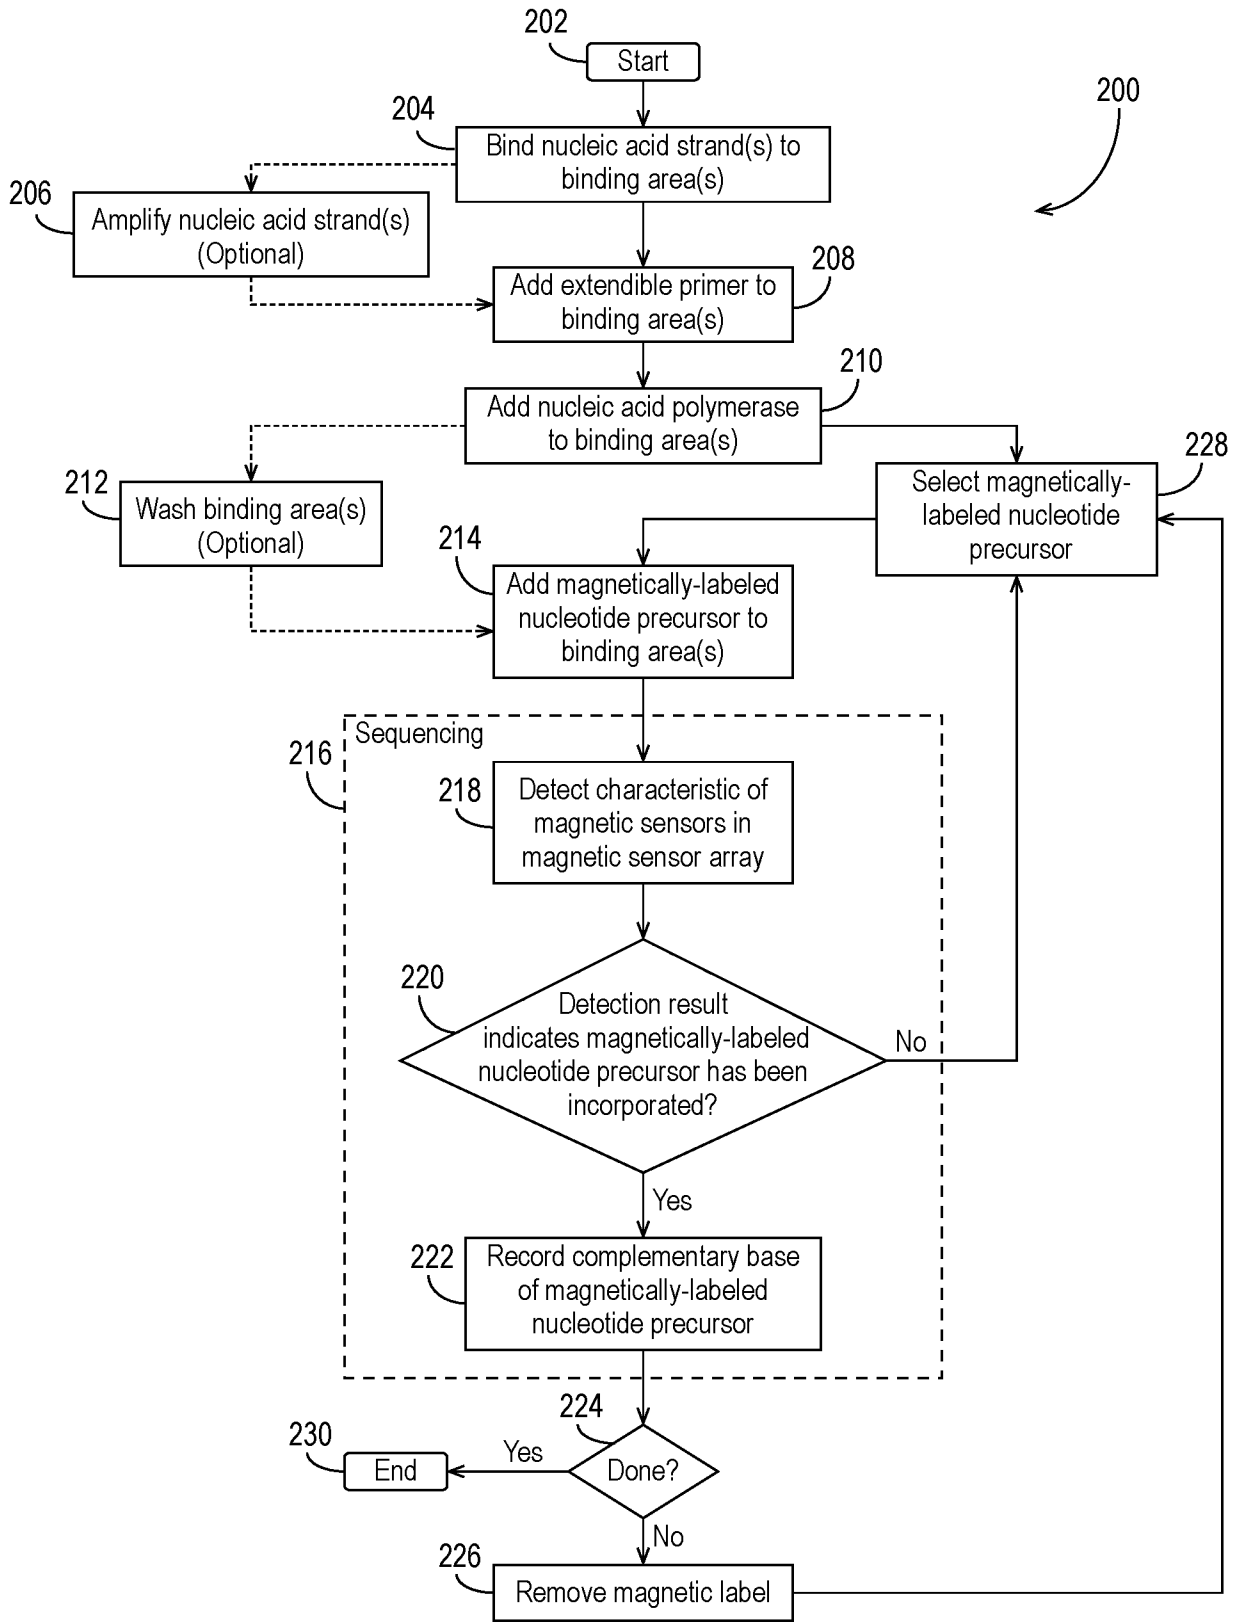 202
Start
200
204
Bind nucleic acid strand(s) to
binding area(s)
206
Amplify nucleic acid strand(s)
(Optional)
208
Add extendible primer to
binding area(s)
210
Add nucleic acid polymerase
to binding area(s)
228
Select magnetically-
labeled nucleotide
precursor
212
Wash binding area(s)
(Optional)
214
Add magnetically-labeled
nucleotide precursor to
binding area(s)
216
Sequencing
218
Detect characteristic of
magnetic sensors in
magnetic sensor array
220
Detection result
indicates magnetically-labeled
nucleotide precursor has been
incorporated?
No
Yes
222
Record complementary base
of magnetically-labeled
nucleotide precursor
224
Done?
Yes
230
End
No
226
Remove magnetic label